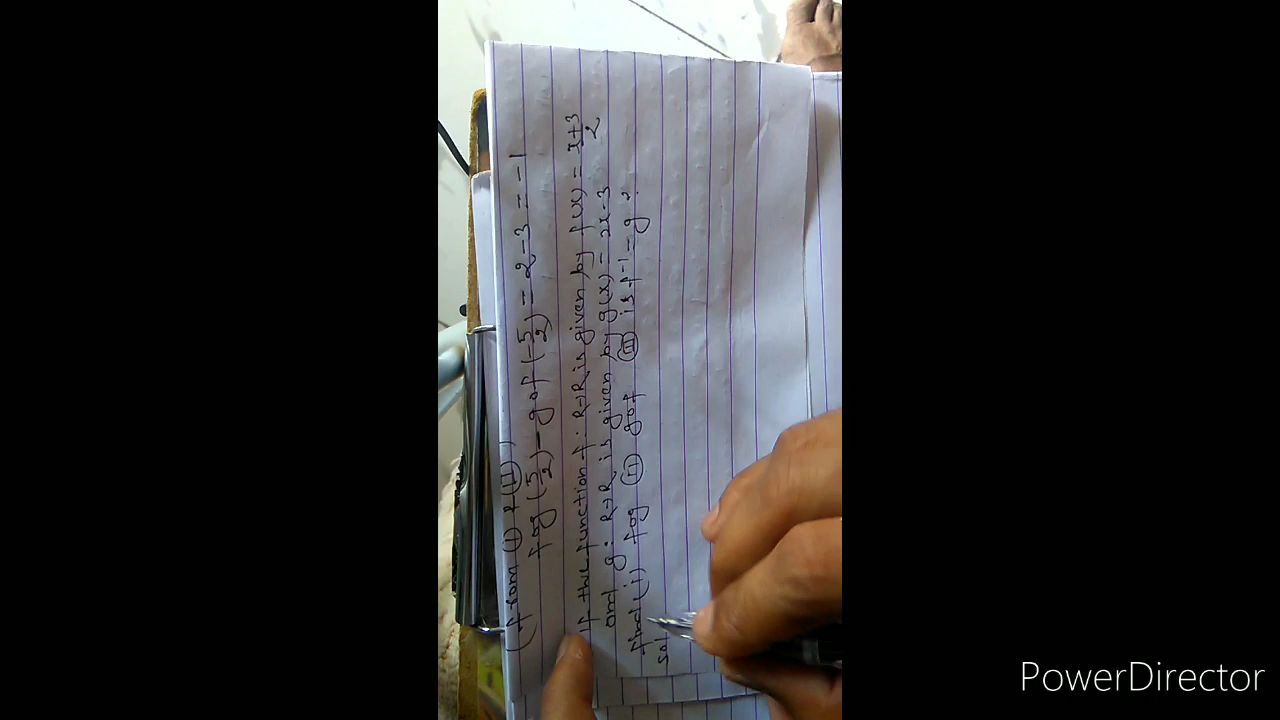 (from (I) & (II))
fog(5/2) - gof(-5/2) = 2-3 = -1
If the function f: R→R is given by f(x) = x+3/2
and g: R→R is given by g(x) = 2x-3
find (i) fog (ii) gof (iii) is f⁻¹ = g ?
Sol
PowerDirector